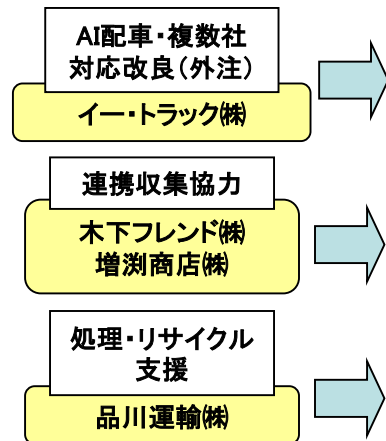 AI配車・複数社
対応改良（外注）
イー・トラック㈱
連携収集協力
木下フレンド㈱
増渕商店㈱
処理・リサイクル
支援
品川運輸㈱